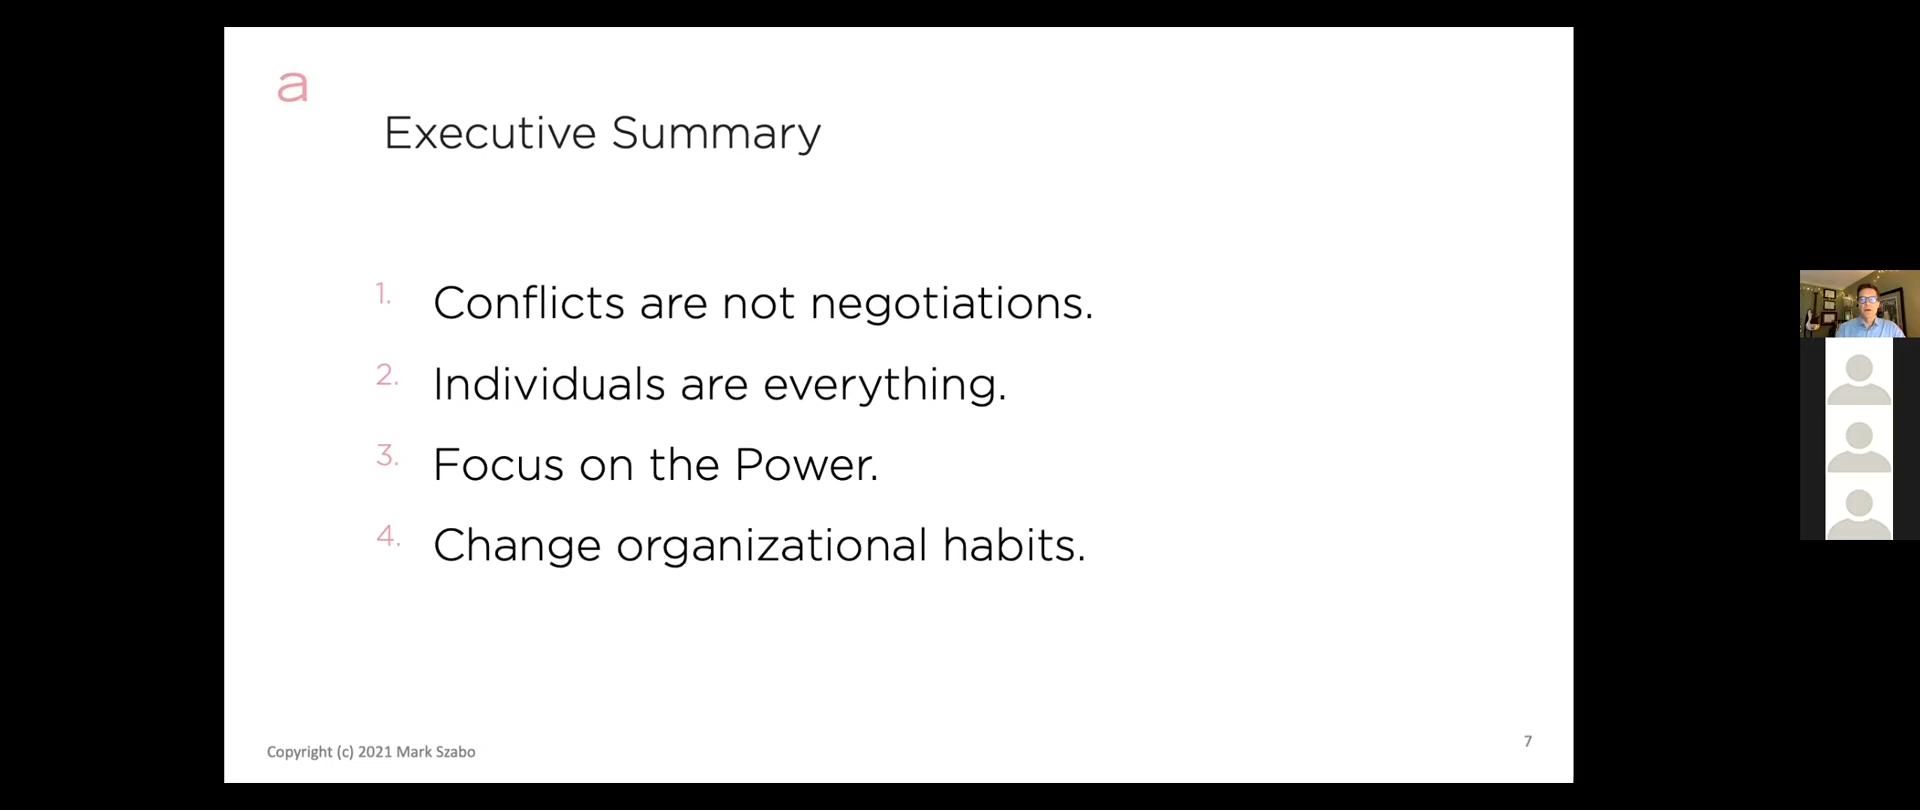 a
Executive Summary
1. Conflicts are not negotiations.
2. Individuals are everything.
3. Focus on the Power.
4. Change organizational habits.
Copyright (c) 2021 Mark Szabo
7